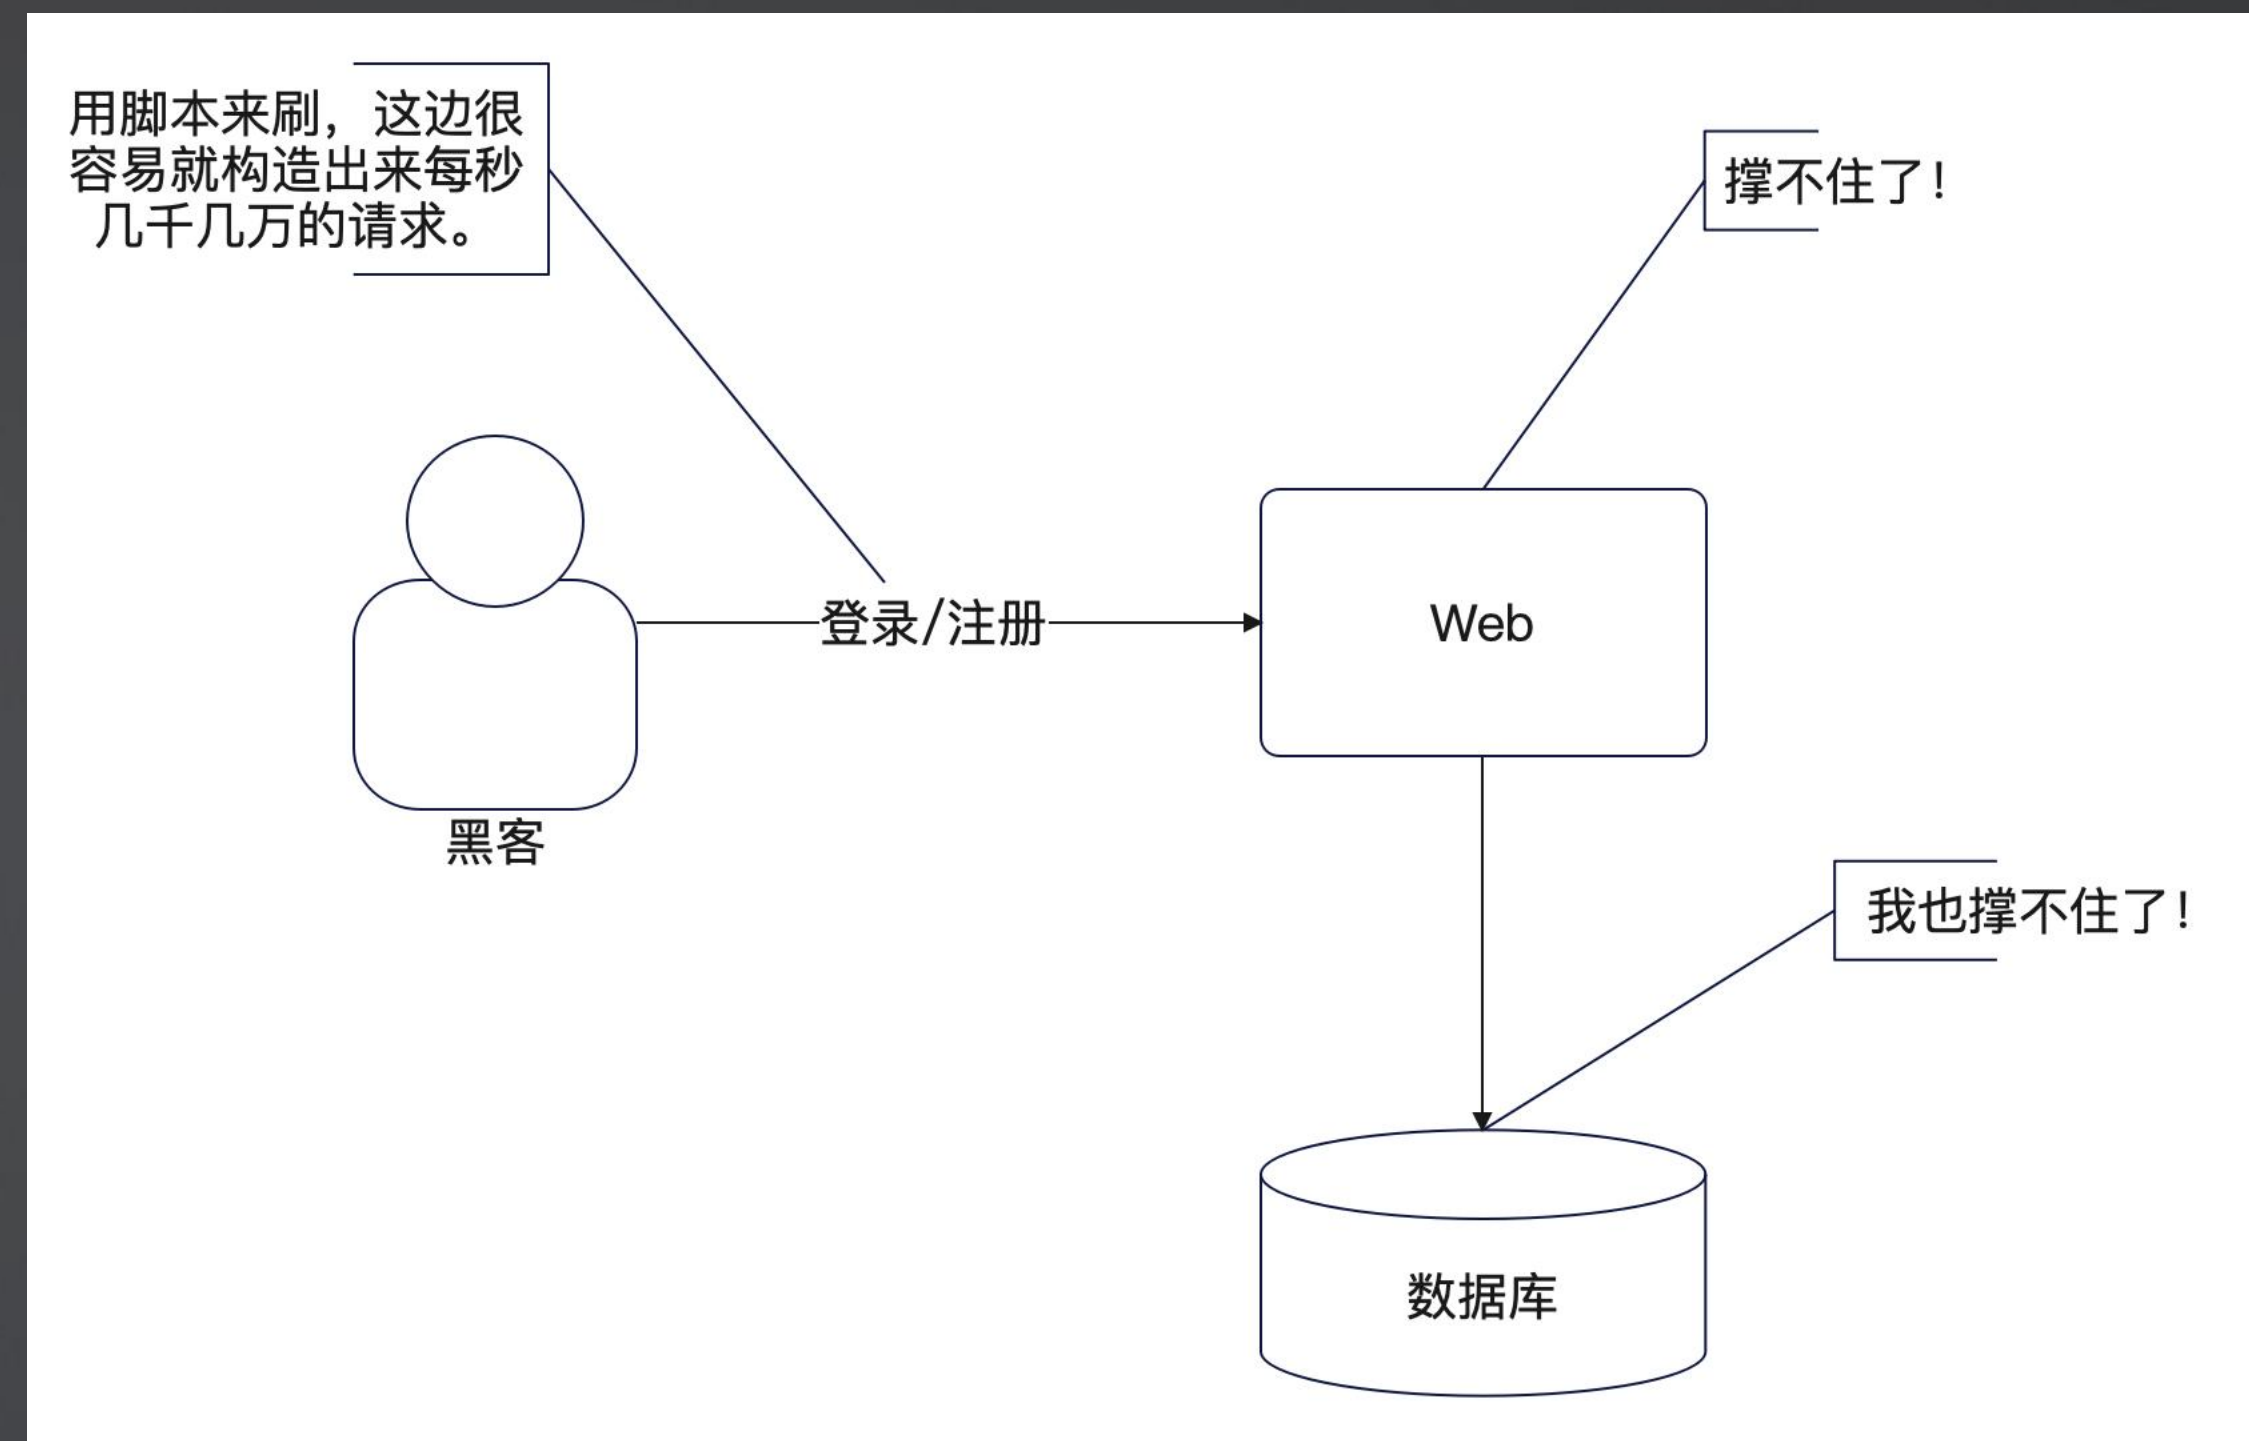 用脚本来刷，这边很
容易就构造出来每秒
几千几万的请求。
撑不住了！
登录/注册
Web
黑客
我也撑不住了！
数据库